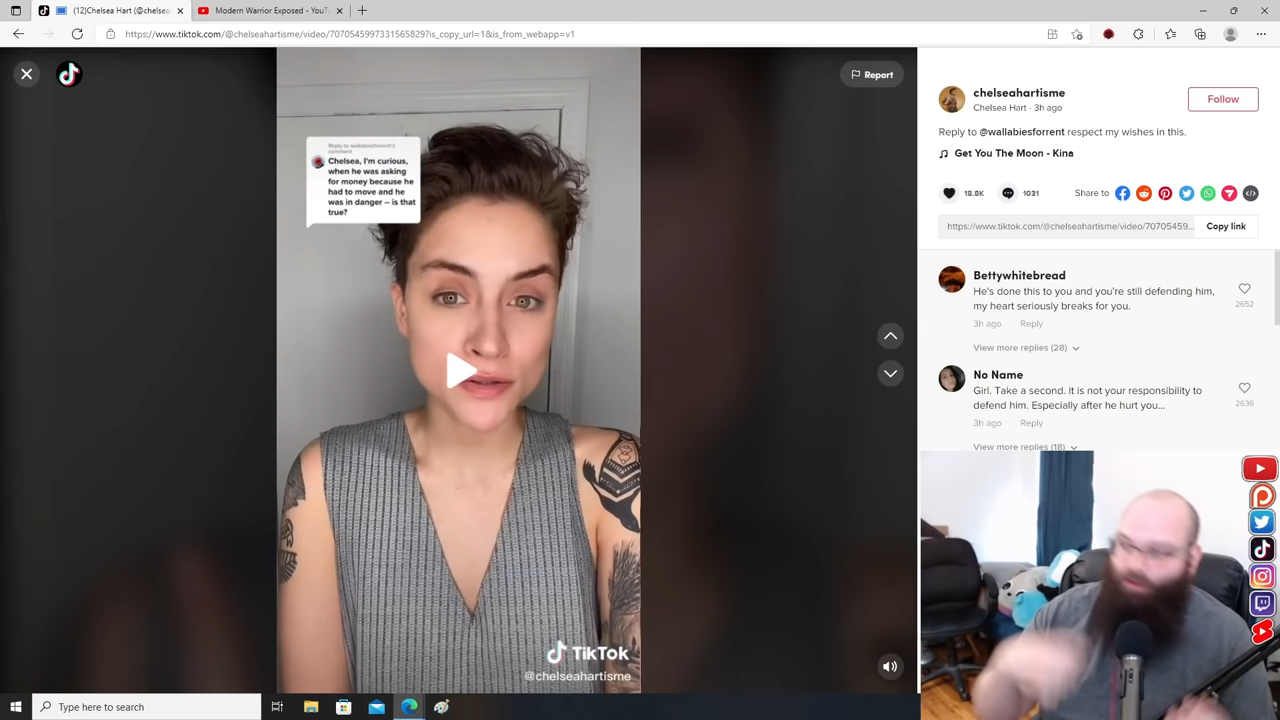 (12)Chelsea Hart (@chelsea
Modern Warrior Exposed - YouT
https://www.tiktok.com/@chelseahartisme/video/7070545997331565829?is_copy_url=1&is_from_webapp=v1
Report
Reply to wallabiesforrent's
comment
Chelsea, I'm curious,
when he was asking
for money because he
had to move and he
was in danger -- is that
true?
TikTok
@chelseahartisme
chelseahartisme
Chelsea Hart · 3h ago
Follow
Reply to @wallabiesforrent respect my wishes in this.
Get You The Moon - Kina
18.8K
1031
Share to
https://www.tiktok.com/@chelseahartisme/video/70705459...
Copy link
Bettywhitebread
He's done this to you and you're still defending him,
my heart seriously breaks for you.
2652
3h ago
Reply
View more replies (28)
No Name
Girl. Take a second. It is not your responsibility to
defend him. Especially after he hurt you...
2636
3h ago
Reply
View more replies (18)
Type here to search